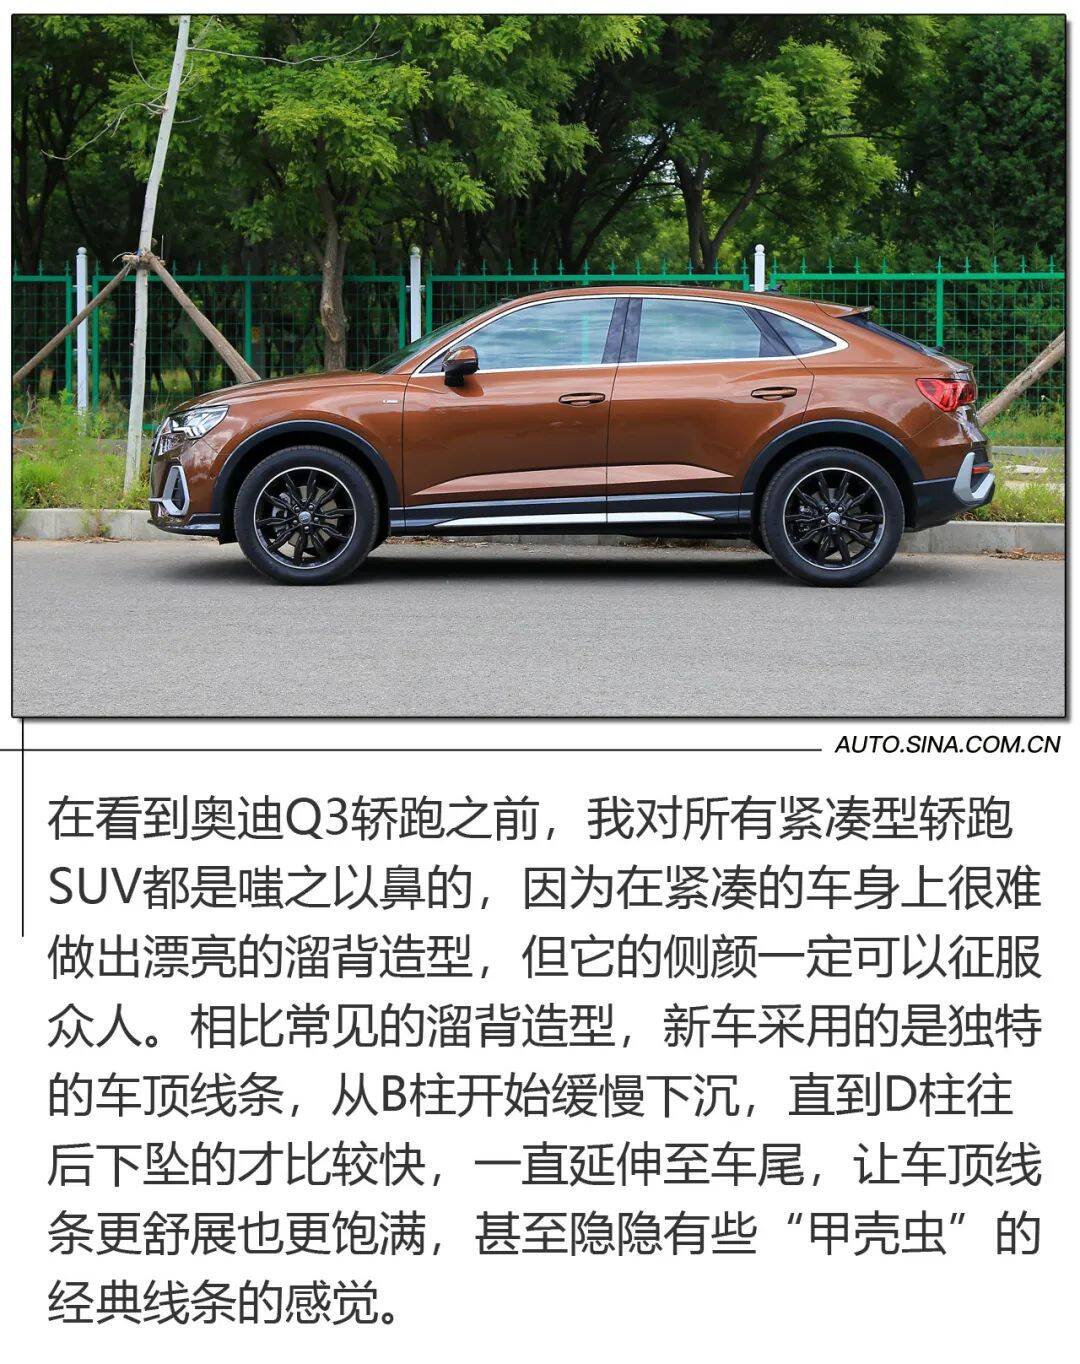 AUTO.SINA.COM.CN
在看到奥迪Q3轿跑之前，我对所有紧凑型轿跑
SUV都是嗤之以鼻的，因为在紧凑的车身上很难
做出漂亮的溜背造型，但它的侧颜一定可以征服
众人。相比常见的溜背造型，新车采用的是独特
的车顶线条，从B柱开始缓慢下沉，直到D柱往
后下坠的才比较快，一直延伸至车尾，让车顶线
条更舒展也更饱满，甚至隐隐有些“甲壳虫”的
经典线条的感觉。